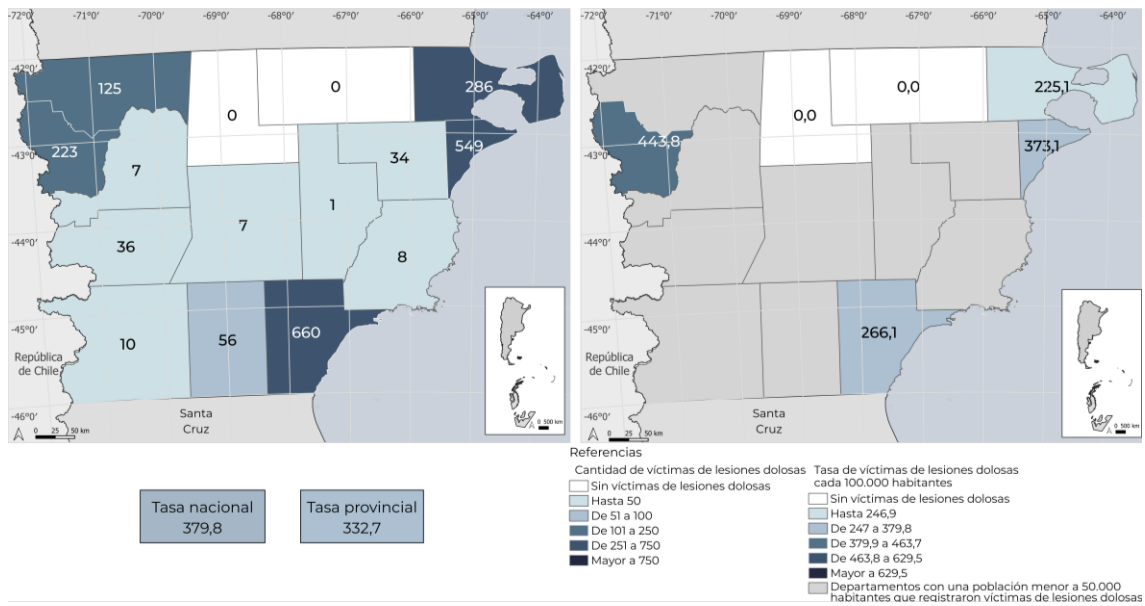 -72°0' -71°0' -70°0' -69°0' -68°0' -67°0' -66°0' -65°0' -64°0'
-42°0'
-43°0'
-44°0'
-45°0'
-46°0'
125
0
0
286
223
7
34
549
7
1
36
8
10
56
660
República
de Chile
Santa
Cruz
0 25 50 km
0 500 km
-72°0' -71°0' -70°0' -69°0' -68°0' -67°0' -66°0' -65°0' -64°0'
-42°0'
-43°0'
-44°0'
-45°0'
-46°0'
0,0
0,0
225,1
443,8
373,1
266,1
República
de Chile
Santa
Cruz
0 25 50 km
0 500 km
Tasa nacional
379,8
Tasa provincial
332,7
Referencias
Cantidad de víctimas de lesiones dolosas
Sin víctimas de lesiones dolosas
Hasta 50
De 51 a 100
De 101 a 250
De 251 a 750
Mayor a 750
Tasa de víctimas de lesiones dolosas
cada 100.000 habitantes
Sin víctimas de lesiones dolosas
Hasta 246,9
De 247 a 379,8
De 379,9 a 463,7
De 463,8 a 629,5
Mayor a 629,5
Departamentos con una población menor a 50.000
habitantes que registraron víctimas de lesiones dolosas